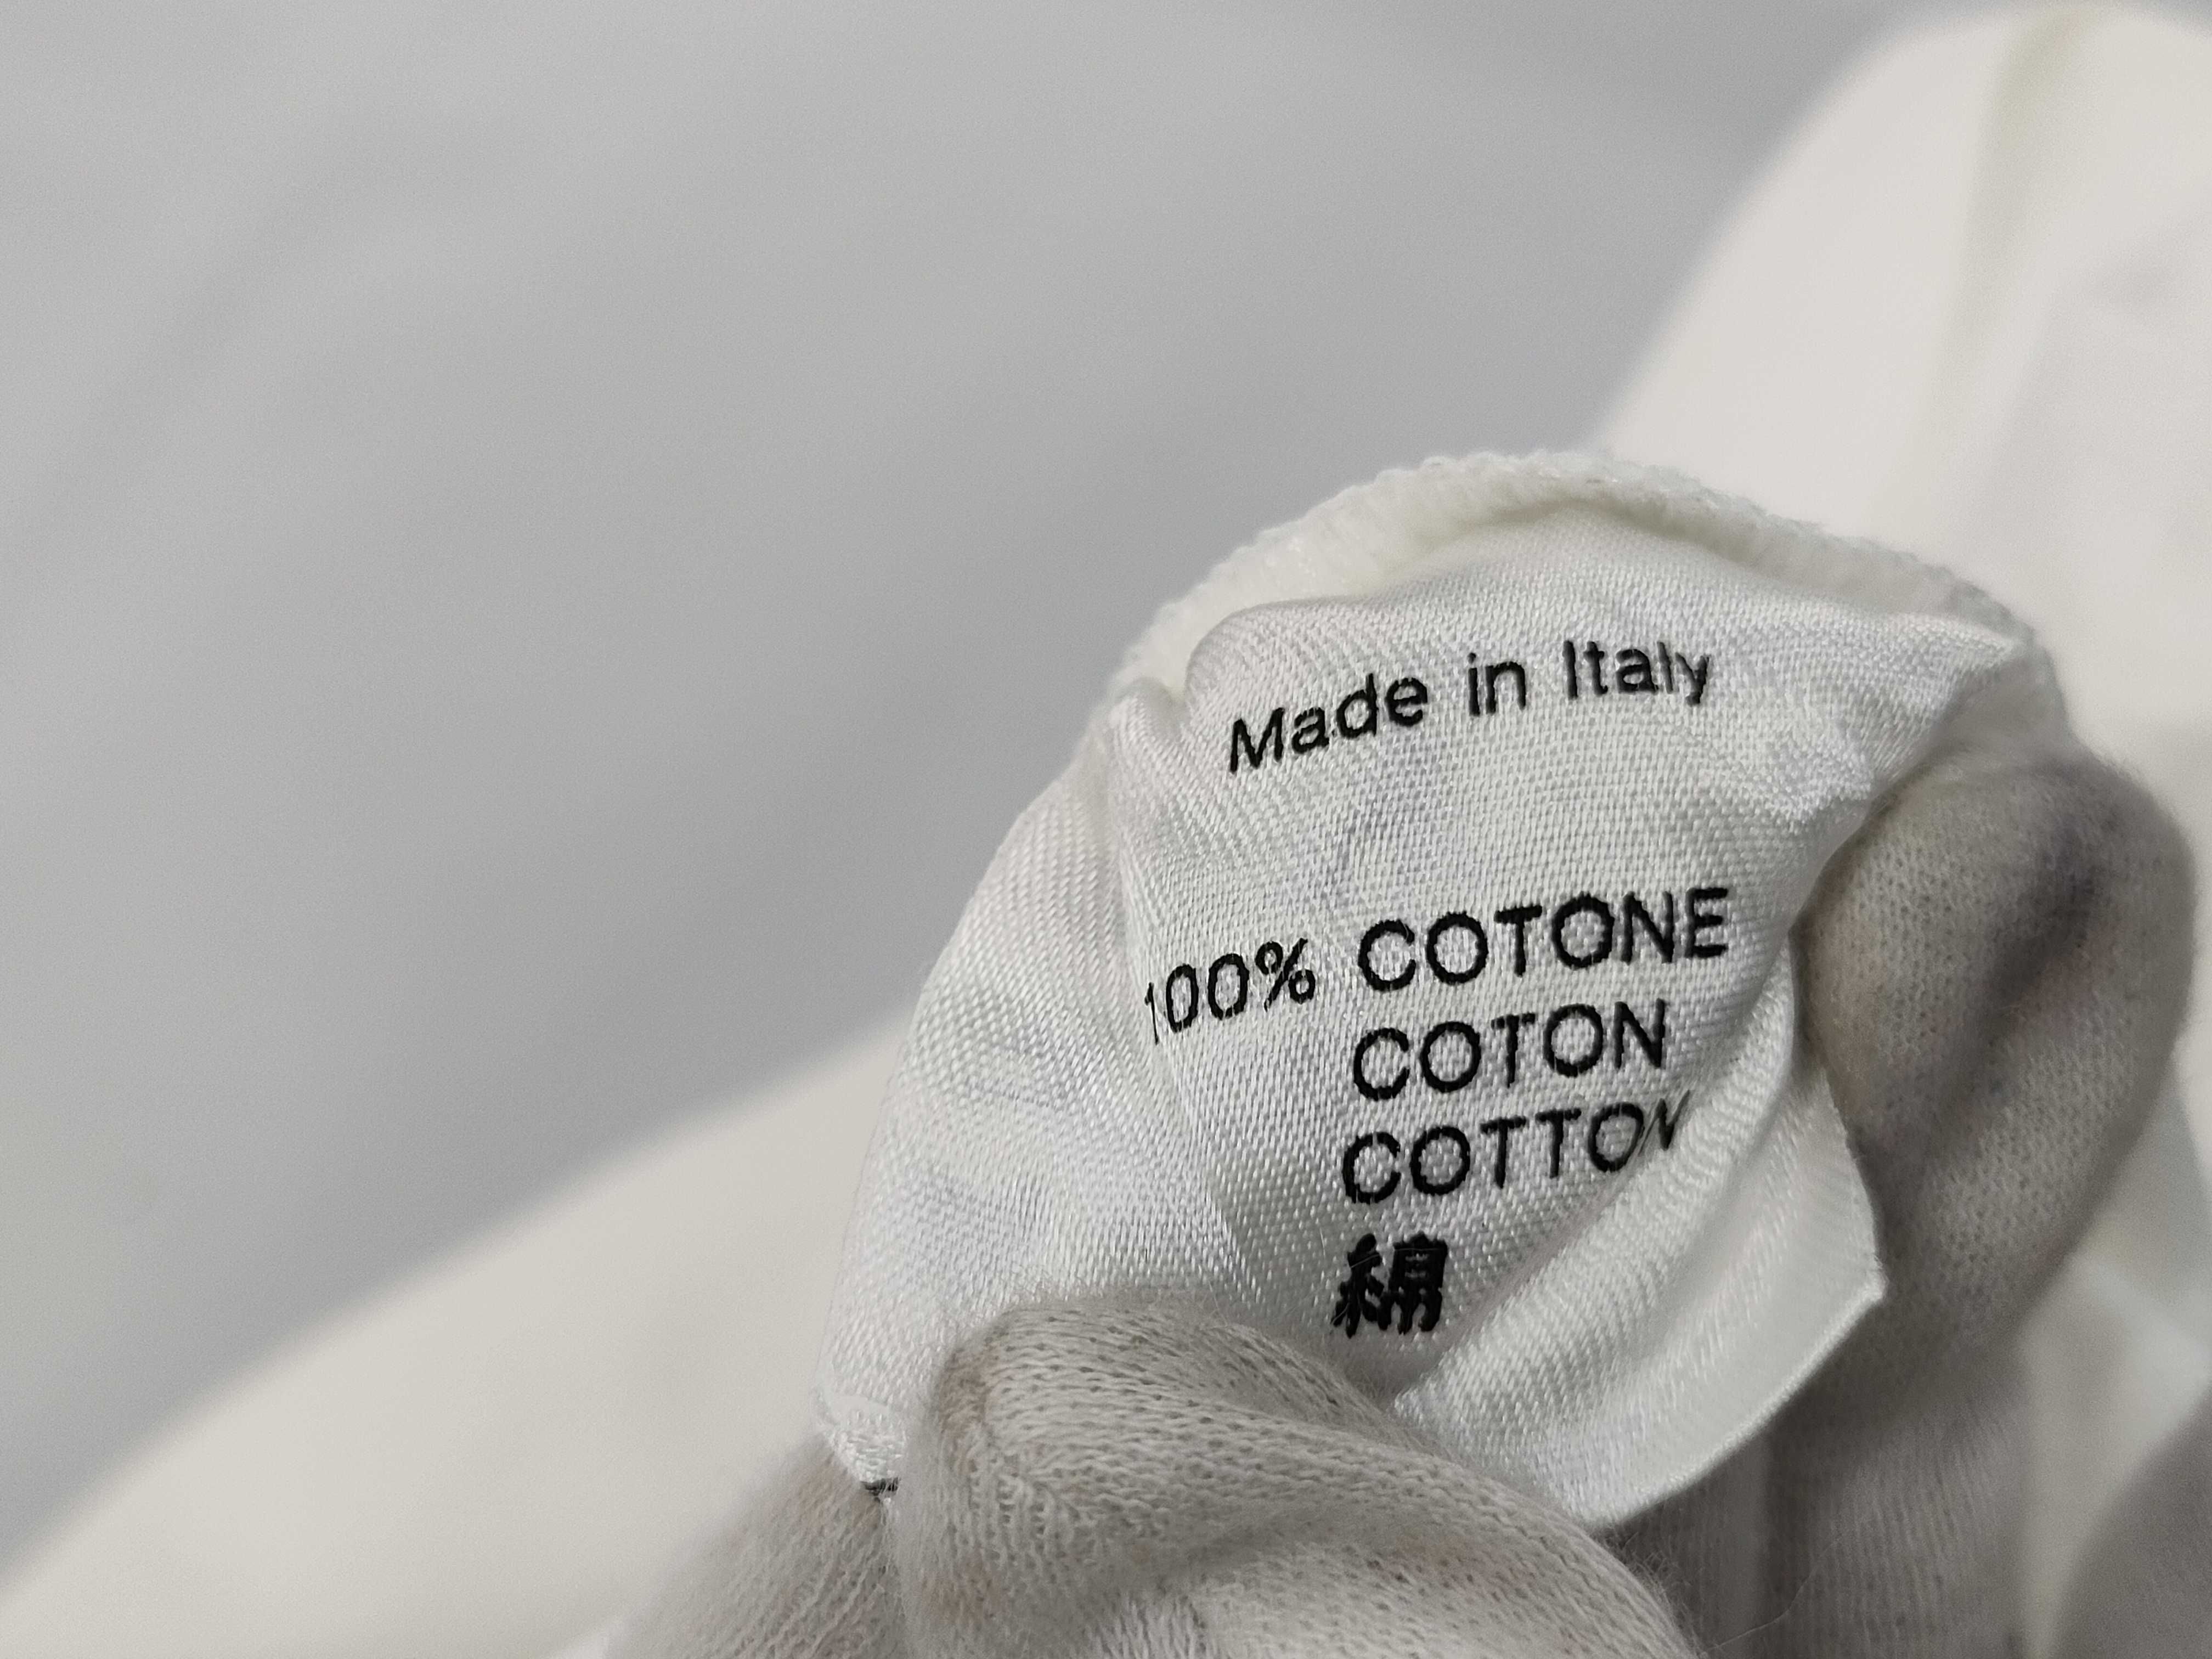 Made in Italy
100% COTONE
COTON
COTTON
綿